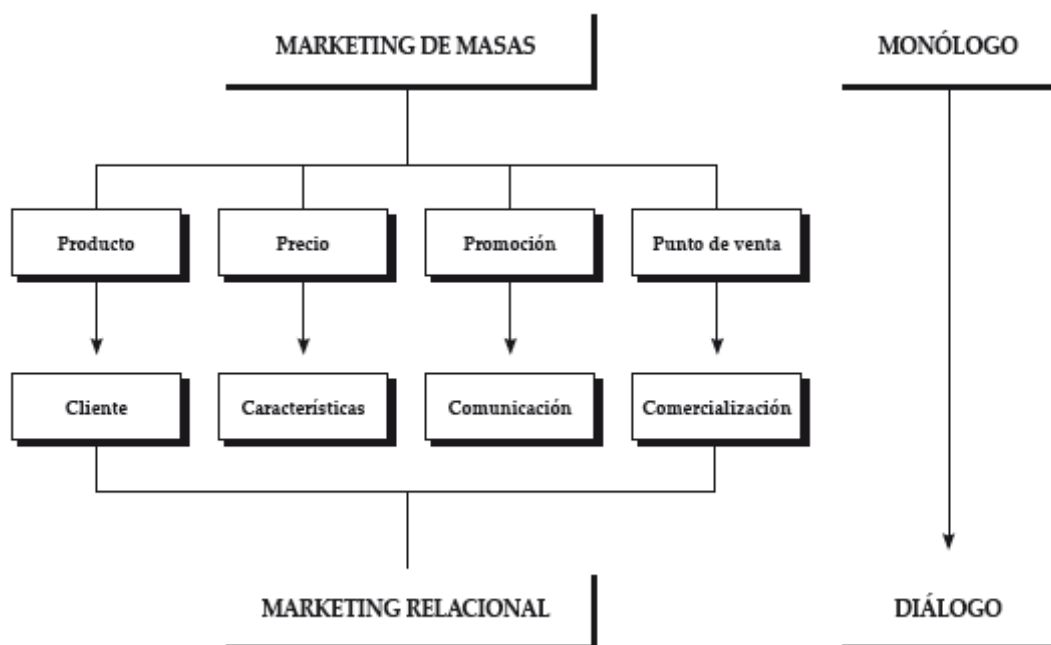 MARKETING DE MASAS
MONÓLOGO
Producto
Precio
Promoción
Punto de venta
Cliente
Características
Comunicación
Comercialización
MARKETING RELACIONAL
DIÁLOGO